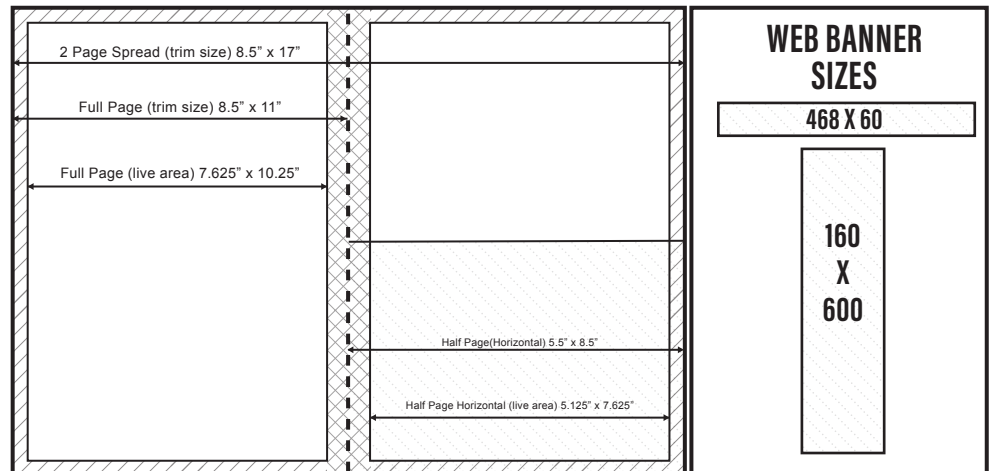 2 Page Spread (trim size) 8.5” x 17”
Full Page (trim size) 8.5” x 11”
Full Page (live area) 7.625” x 10.25”
Half Page(Horizontal) 5.5” x 8.5”
Half Page Horizontal (live area) 5.125” x 7.625”
WEB BANNER
SIZES
468 X 60
160
X
600